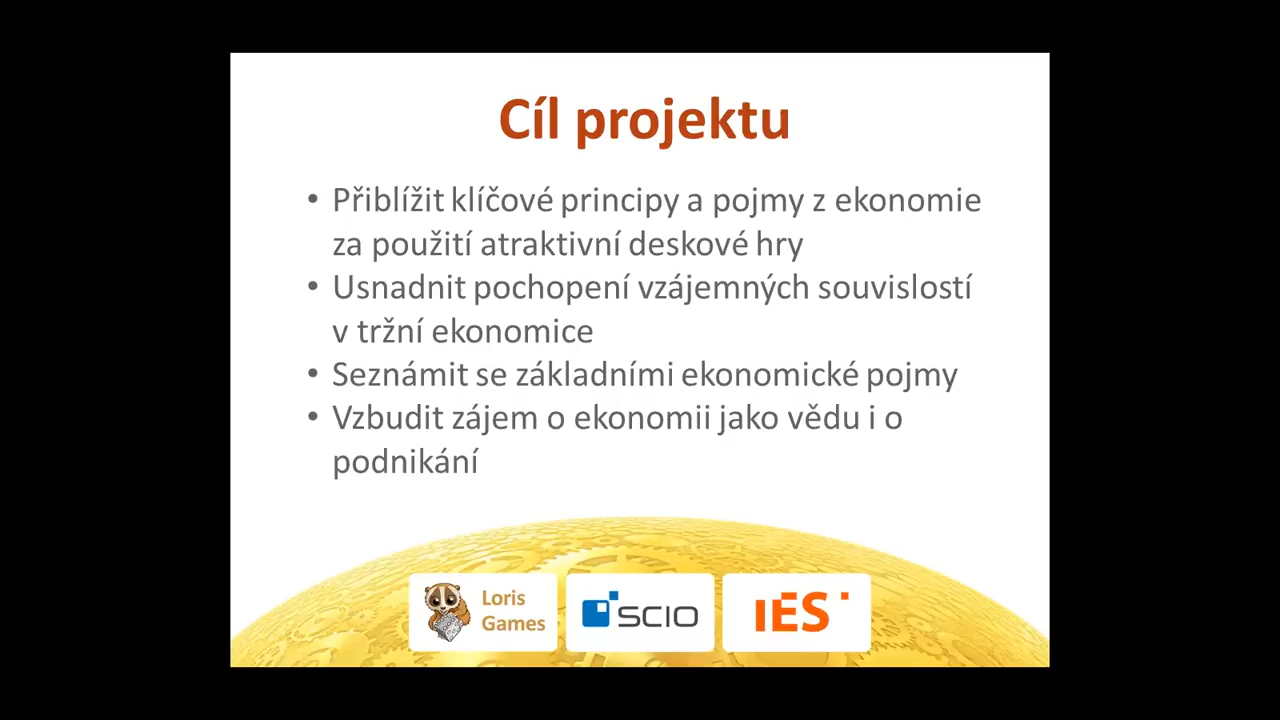 Cíl projektu
• Přiblížit klíčové principy a pojmy z ekonomie
za použití atraktivní deskové hry
• Usnadnit pochopení vzájemných souvislostí
v tržní ekonomice
• Seznámit se základními ekonomické pojmy
• Vzbudit zájem o ekonomii jako vědu i o
podnikání
Loris
Games
SCIO
IES